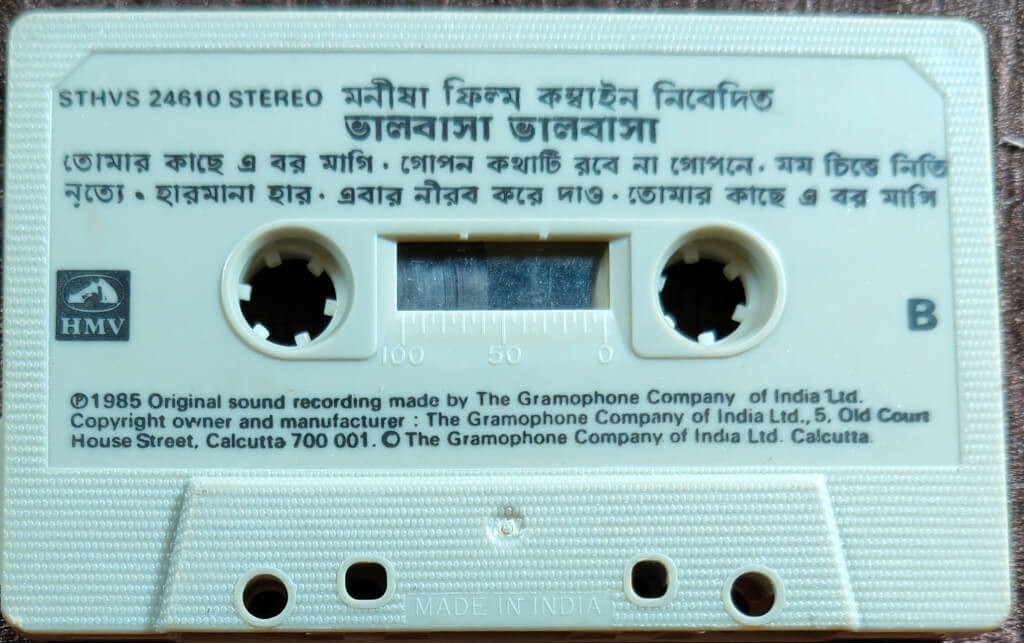 STHVS 24610 STEREO মনীষা ফিল্ম কম্বাইন নিবেদিত
ভালবাসা ভালবাসা
তোমার কাছে এ বর মাগি · গোপন কথাটি রবে না গোপনে · মম চিত্তে নিতি
নৃত্যে · হারমানা হার · এবার নীরব করে দাও · তোমার কাছে এ বর মাগি
HMV
B
100 50 0
℗1985 Original sound recording made by The Gramophone Company of India Ltd.
Copyright owner and manufacturer : The Gramophone Company of India Ltd., 5, Old Court
House Street, Calcutta 700 001. © The Gramophone Company of India Ltd. Calcutta.
MADE IN INDIA